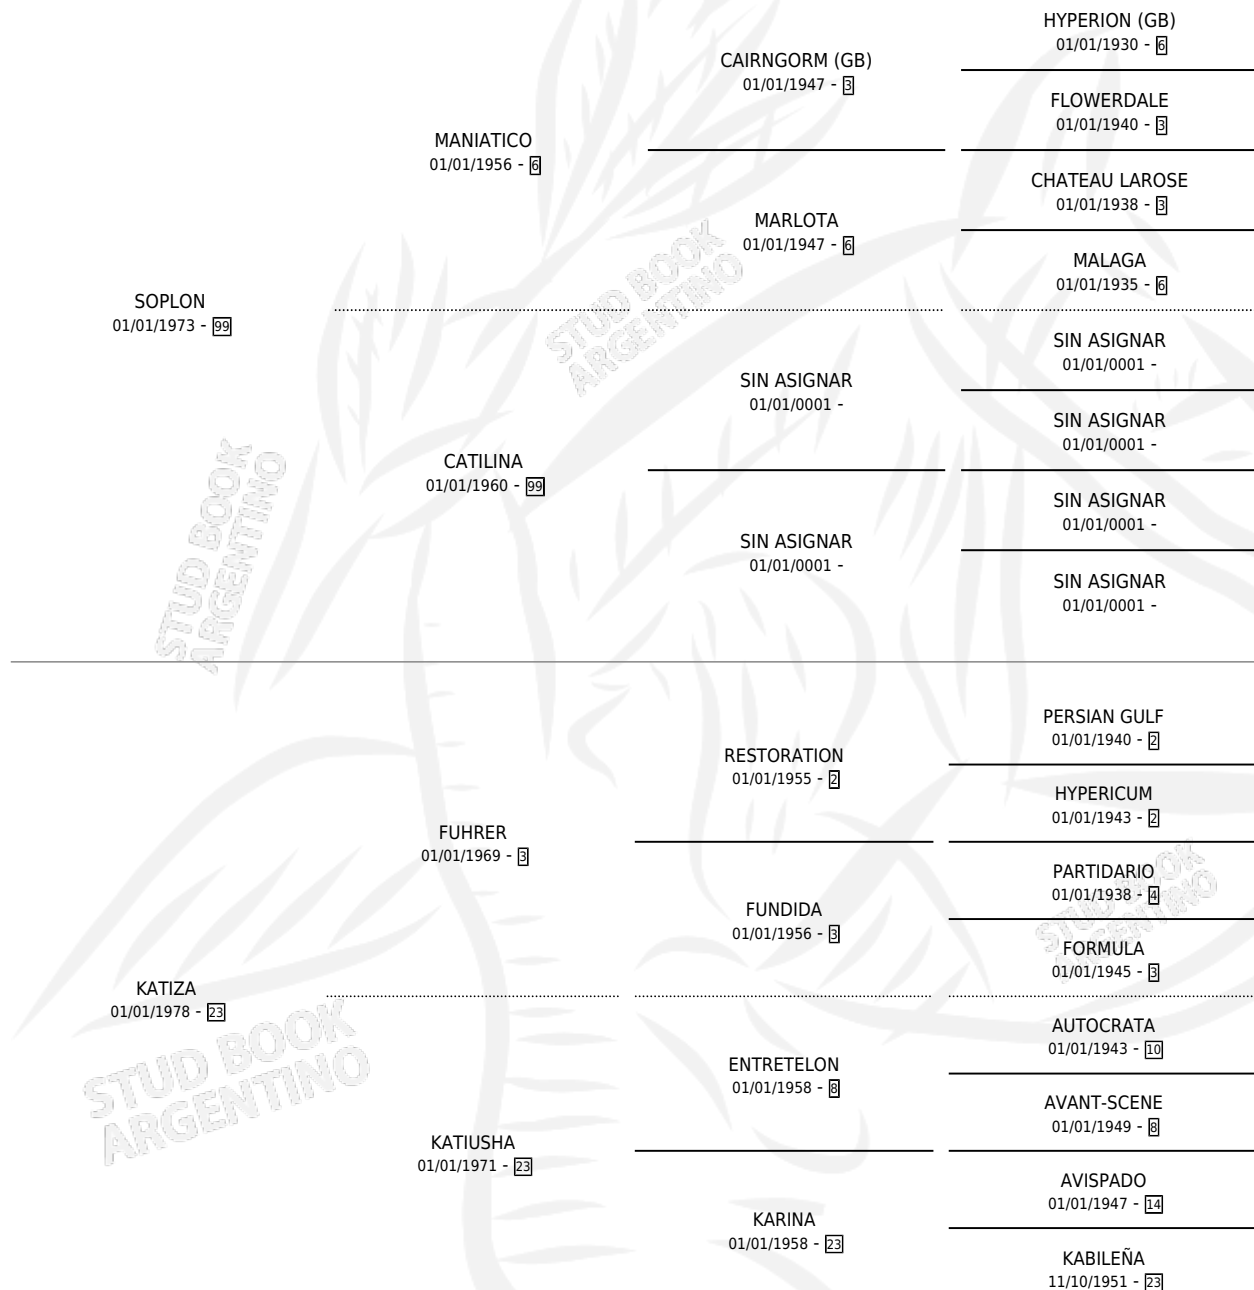 HYPERION (GB)
01/01/1930 - 6
CAIRNGORM (GB)
01/01/1947 - 3
FLOWERDALE
01/01/1940 - 3
MANIATICO
01/01/1956 - 6
CHATEAU LAROSE
01/01/1938 - 3
MARLOTA
01/01/1947 - 6
MALAGA
01/01/1935 - 6
SOPLON
01/01/1973 - 99
SIN ASIGNAR
01/01/0001 -
SIN ASIGNAR
01/01/0001 -
SIN ASIGNAR
01/01/0001 -
CATILINA
01/01/1960 - 99
SIN ASIGNAR
01/01/0001 -
SIN ASIGNAR
01/01/0001 -
SIN ASIGNAR
01/01/0001 -
STUD BOOK
ARGENTINO
STUD BOOK
ARGENTINO
PERSIAN GULF
01/01/1940 - 2
RESTORATION
01/01/1955 - 2
HYPERICUM
01/01/1943 - 2
FUHRER
01/01/1969 - 3
PARTIDARIO
01/01/1938 - 4
FUNDIDA
01/01/1956 - 3
FORMULA
01/01/1945 - 3
KATIZA
01/01/1978 - 23
AUTOCRATA
01/01/1943 - 10
ENTRETELON
01/01/1958 - 8
AVANT-SCENE
01/01/1949 - 8
KATIUSHA
01/01/1971 - 23
AVISPADO
01/01/1947 - 14
KARINA
01/01/1958 - 23
KABILEÑA
11/10/1951 - 23
STUD BOOK
ARGENTINO
STUD BOOK
ARGENTINO